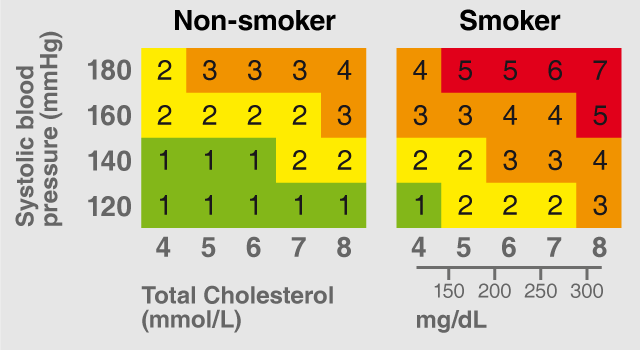 Non-smoker Smoker
Systolic blood
pressure (mmHg)
180 2 3 3 3 4 4 5 5 6 7
160 2 2 2 2 3 3 3 4 4 5
140 1 1 1 2 2 2 2 3 3 4
120 1 1 1 1 1 1 2 2 2 3
4 5 6 7 8 4 5 6 7 8
150 200 250 300
Total Cholesterol
(mmol/L) mg/dL